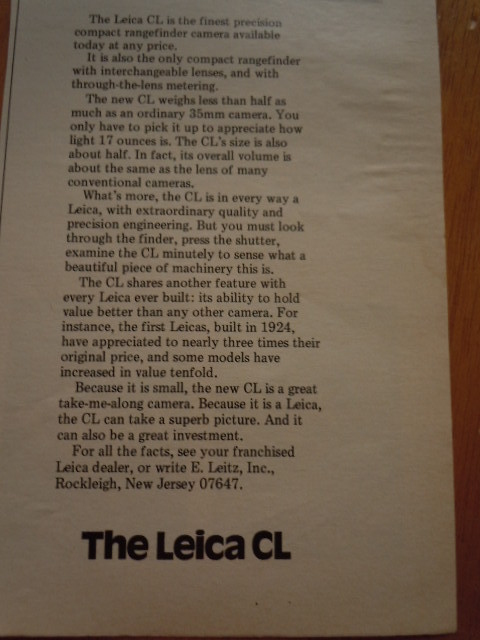 The Leica CL is the finest precision
compact rangefinder camera available
today at any price.
It is also the only compact rangefinder
with interchangeable lenses, and with
through-the-lens metering.
The new CL weighs less than half as
much as an ordinary 35mm camera. You
only have to pick it up to appreciate how
light 17 ounces is. The CL's size is also
about half. In fact, its overall volume is
about the same as the lens of many
conventional cameras.
What's more, the CL is in every way a
Leica, with extraordinary quality and
precision engineering. But you must look
through the finder, press the shutter,
examine the CL minutely to sense what a
beautiful piece of machinery this is.
The CL shares another feature with
every Leica ever built: its ability to hold
value better than any other camera. For
instance, the first Leicas, built in 1924,
have appreciated to nearly three times their
original price, and some models have
increased in value tenfold.
Because it is small, the new CL is a great
take-me-along camera. Because it is a Leica,
the CL can take a superb picture. And it
can also be a great investment.
For all the facts, see your franchised
Leica dealer, or write E. Leitz, Inc.,
Rockleigh, New Jersey 07647.
The Leica CL